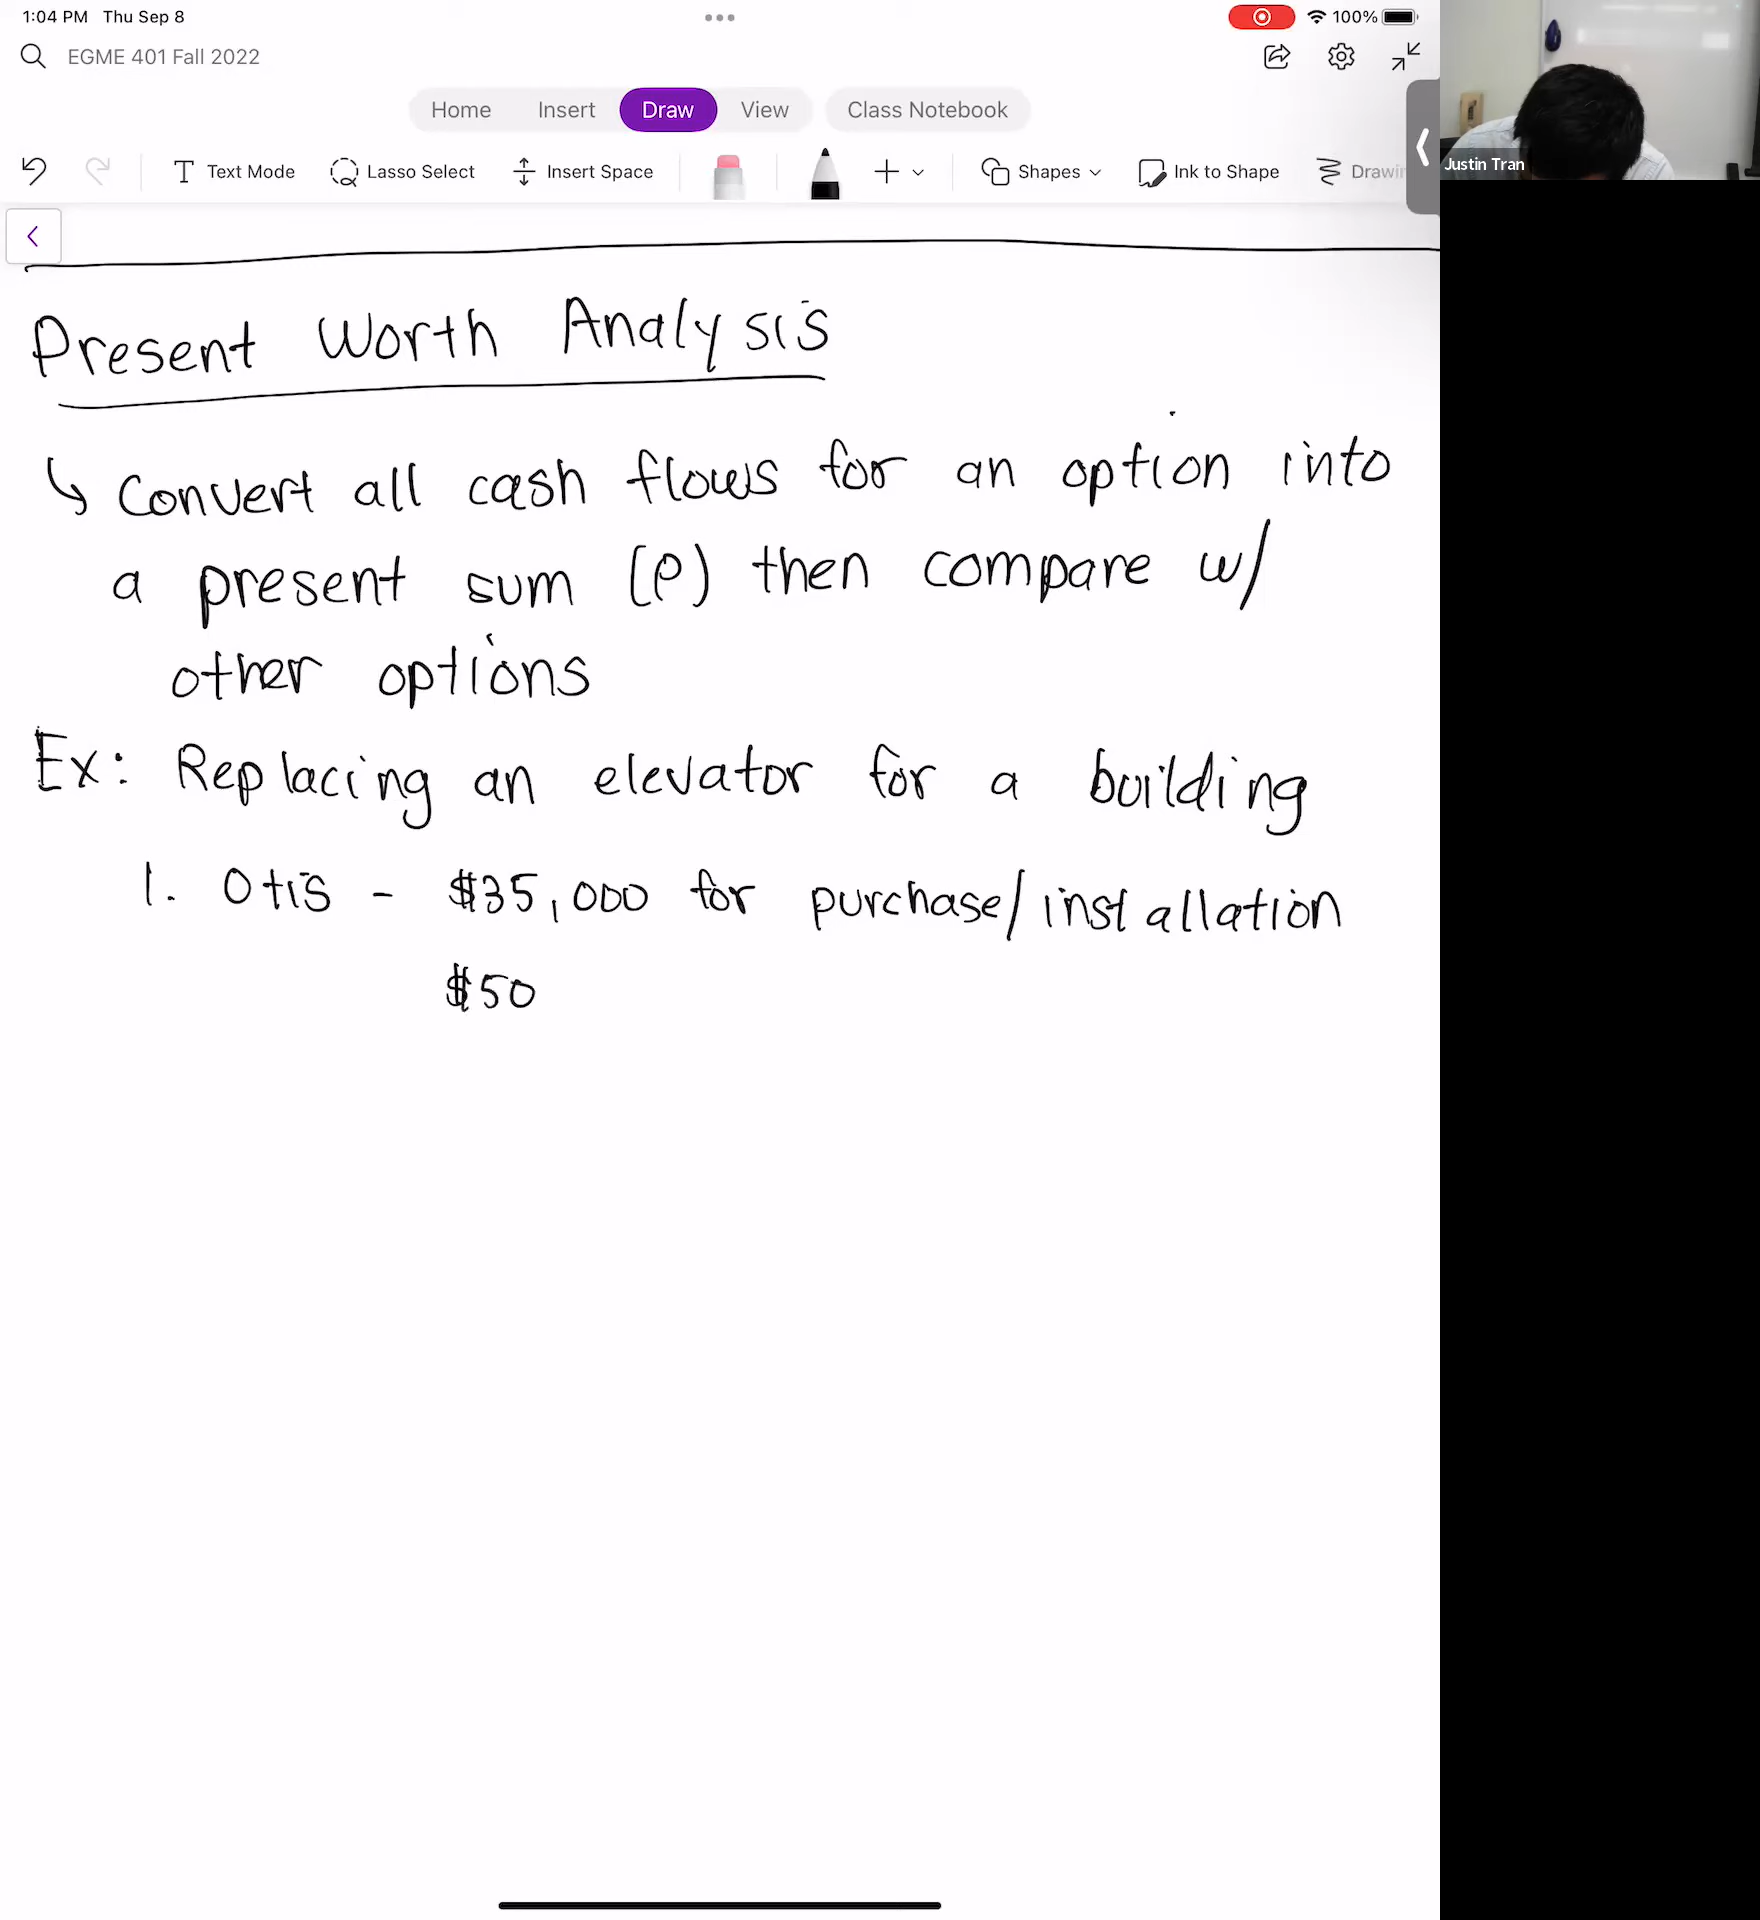 1:04 PM Thu Sep 8
100%
EGME 401 Fall 2022
Home Insert Draw View Class Notebook
Text Mode Lasso Select Insert Space Shapes Ink to Shape Drawi
Justin Tran
Present Worth Analysis
↳ Convert all cash flows for an option into
a present sum (P) then compare w/
other options
Ex: Replacing an elevator for a building
1. Otis - $35,000 for purchase/installation
$50